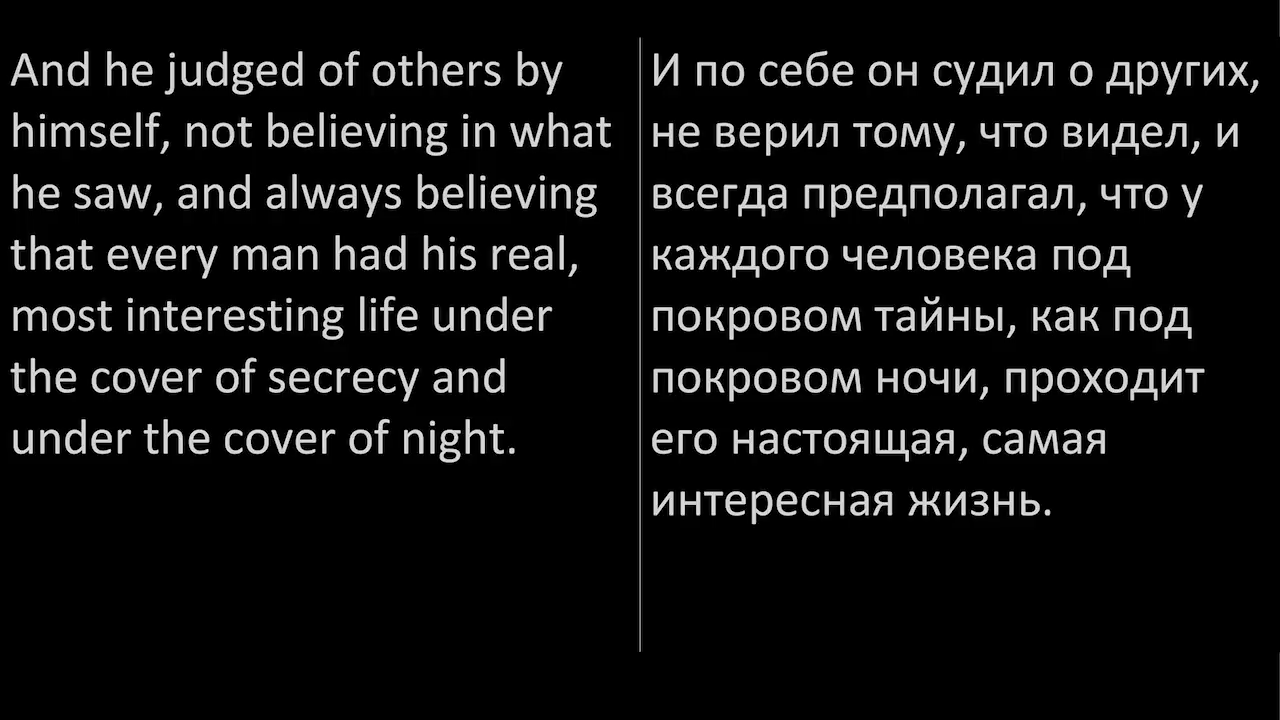 And he judged of others by
himself, not believing in what
he saw, and always believing
that every man had his real,
most interesting life under
the cover of secrecy and
under the cover of night.
И по себе он судил о других,
не верил тому, что видел, и
всегда предполагал, что у
каждого человека под
покровом тайны, как под
покровом ночи, проходит
его настоящая, самая
интересная жизнь.